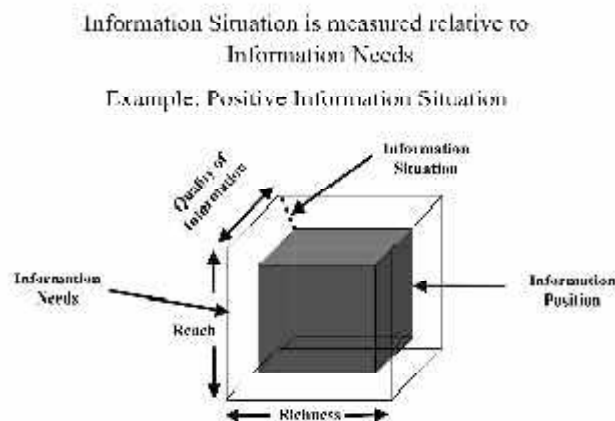 Information Situation is measured relative to
Information Needs
Example: Positive Information Situation
Quality of
Information
Information
Situation
Information
Needs
Reach
Information
Position
Richness